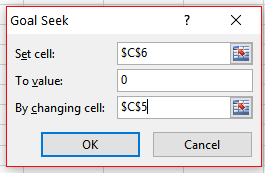 Goal Seek
Set cell: $C$6
To value: 0
By changing cell: $C$5
OK Cancel